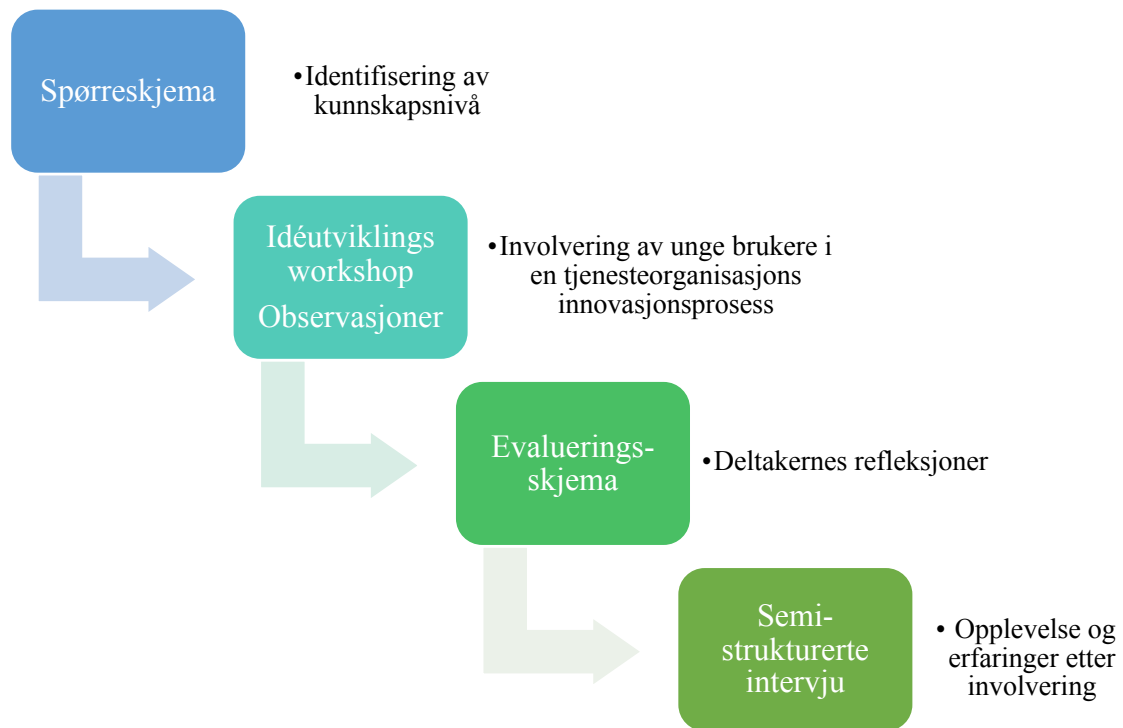 Spørreskjema
•Identifisering av
kunnskapsnivå
Idéutviklings
workshop
Observasjoner
•Involvering av unge brukere i
en tjenesteorganisasjons
innovasjonsprosess
Evaluerings-
skjema
•Deltakernes refleksjoner
Semi-
strukturerte
intervju
• Opplevelse og
erfaringer etter
involvering